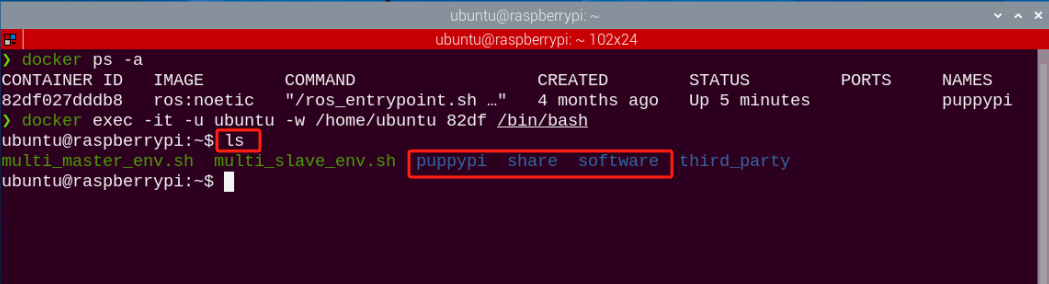 ubuntu@raspberrypi: ~
ubuntu@raspberrypi: ~ 102x24
❯ docker ps -a
CONTAINER ID   IMAGE        COMMAND                  CREATED        STATUS         PORTS     NAMES
82df027dddb8   ros:noetic   "/ros_entrypoint.sh …"   4 months ago   Up 5 minutes             puppypi
❯ docker exec -it -u ubuntu -w /home/ubuntu 82df /bin/bash
ubuntu@raspberrypi:~$ ls
multi_master_env.sh  multi_slave_env.sh  puppypi  share  software  third_party
ubuntu@raspberrypi:~$